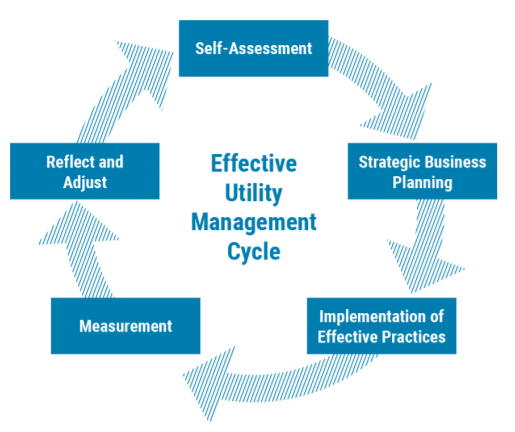 Self-Assessment
Strategic Business
Planning
Implementation of
Effective Practices
Measurement
Reflect and
Adjust
Effective
Utility
Management
Cycle